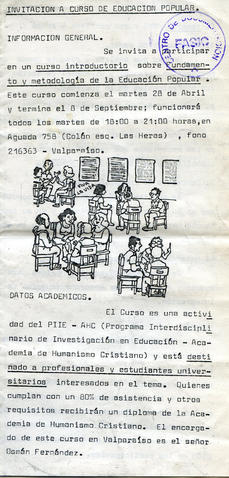 INVITACION A CURSO DE EDUCACION POPULAR.
INFORMACION GENERAL.
Se invita a participar
en un curso introductorio sobre Fundamen-
to y metodología de la Educación Popular .
Este curso comienza el martes 28 de Abril
y termina el 8 de Septiembre; funcionará
todos los martes de 18:00 a 21:00 horas,en
Aguada 758 (Colón esq. Las Heras) , fono
216363 - Valparaíso.
CENTRO DE DOCUMENTACION
FASIC
DATOS ACADEMICOS.
El Curso es una activi
dad del PIIE - AHC (Programa Interdiscipli
nario de Investigación en Educación - Aca-
demia de Humanismo Cristiano) y está desti
nado a profesionales y estudiantes univer-
sitarios interesados en el tema. Quienes
cumplan con un 80% de asistencia y otros
requisitos recibirán un diploma de la Aca-
demia de Humanismo Cristiano. El encarga-
do de este curso en Valparaíso es el señor
Osmán Fernández.